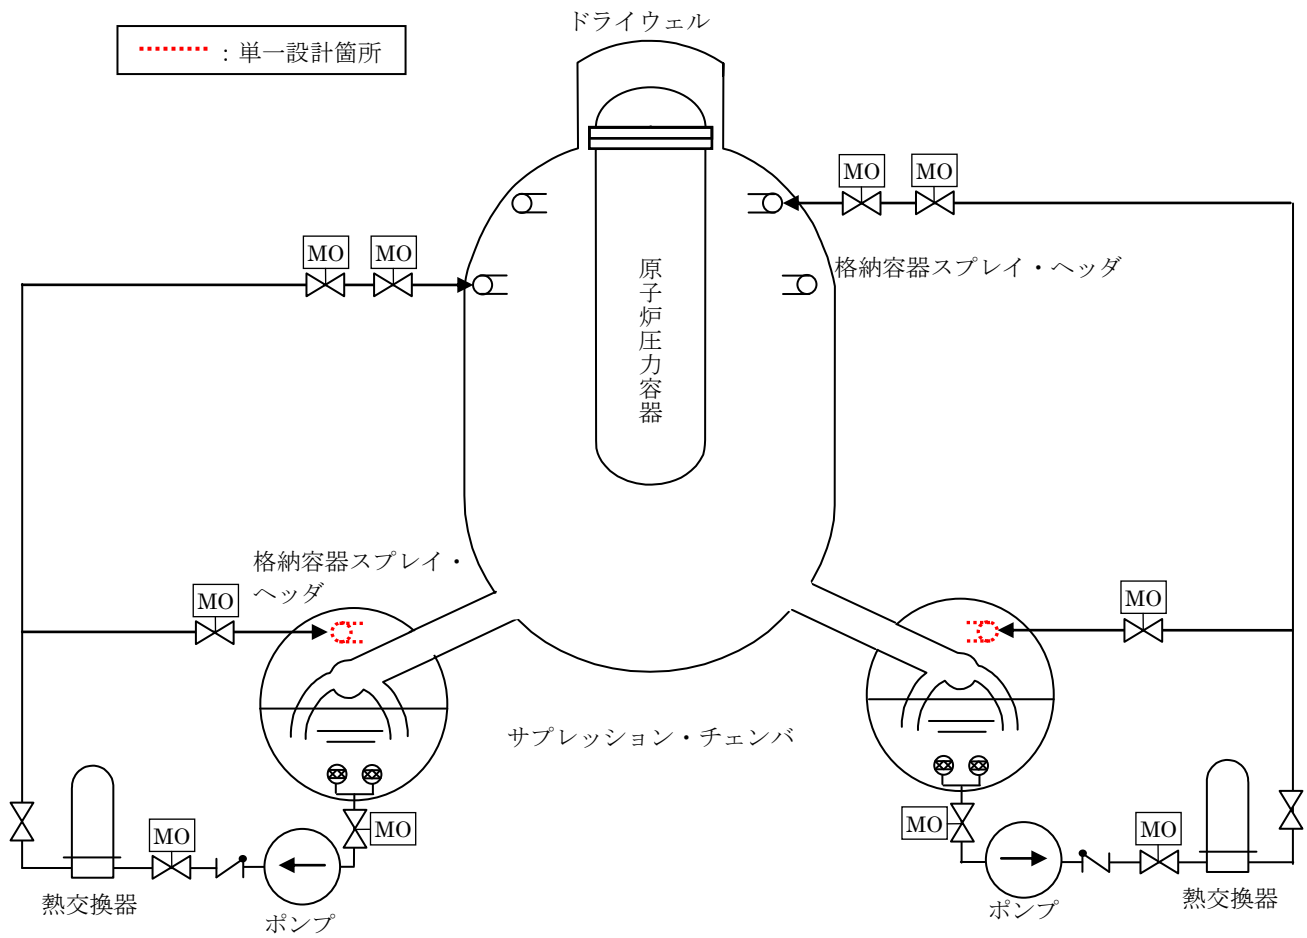 ドライウェル
：単一設計箇所
MO
MO
MO
MO
格納容器スプレイ・ヘッダ
原子炉圧力容器
格納容器スプレイ・
ヘッダ
MO
MO
サプレッション・チェンバ
MO
MO
MO
MO
熱交換器
ポンプ
ポンプ
熱交換器